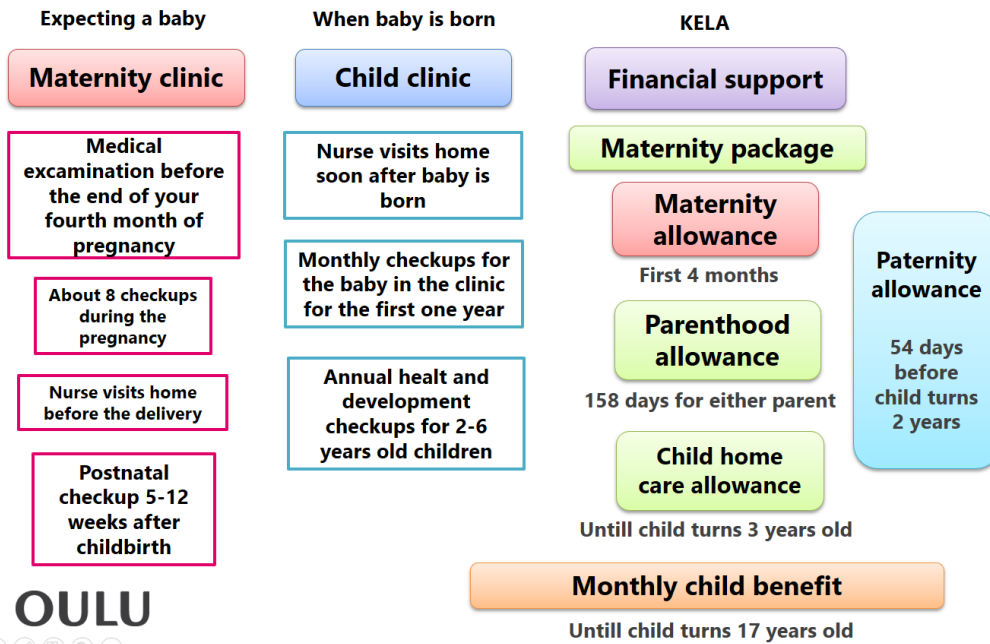 Expecting a baby
Maternity clinic
Medical
excamination before
the end of your
fourth month of
pregnancy
About 8 checkups
during the
pregnancy
Nurse visits home
before the delivery
Postnatal
checkup 5-12
weeks after
childbirth
OULU
When baby is born
Child clinic
Nurse visits home
soon after baby is
born
Monthly checkups for
the baby in the clinic
for the first one year
Annual healt and
development
checkups for 2-6
years old children
KELA
Financial support
Maternity package
Maternity
allowance
First 4 months
Parenthood
allowance
158 days for either parent
Child home
care allowance
Untill child turns 3 years old
Paternity
allowance
54 days
before
child turns
2 years
Monthly child benefit
Untill child turns 17 years old